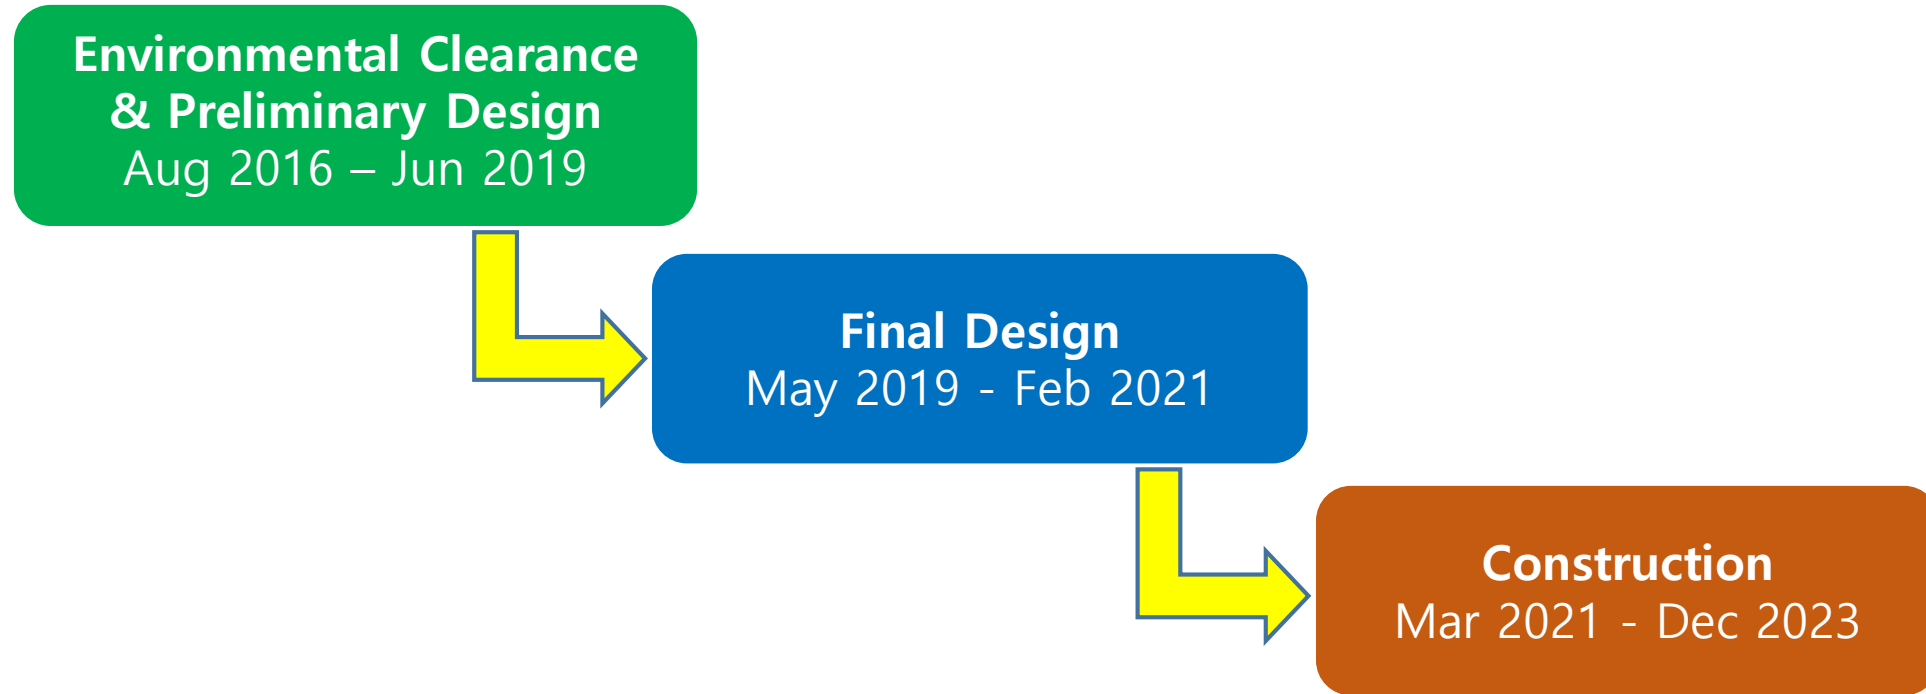 Environmental Clearance
& Preliminary Design
Aug 2016 – Jun 2019
Final Design
May 2019 - Feb 2021
Construction
Mar 2021 - Dec 2023